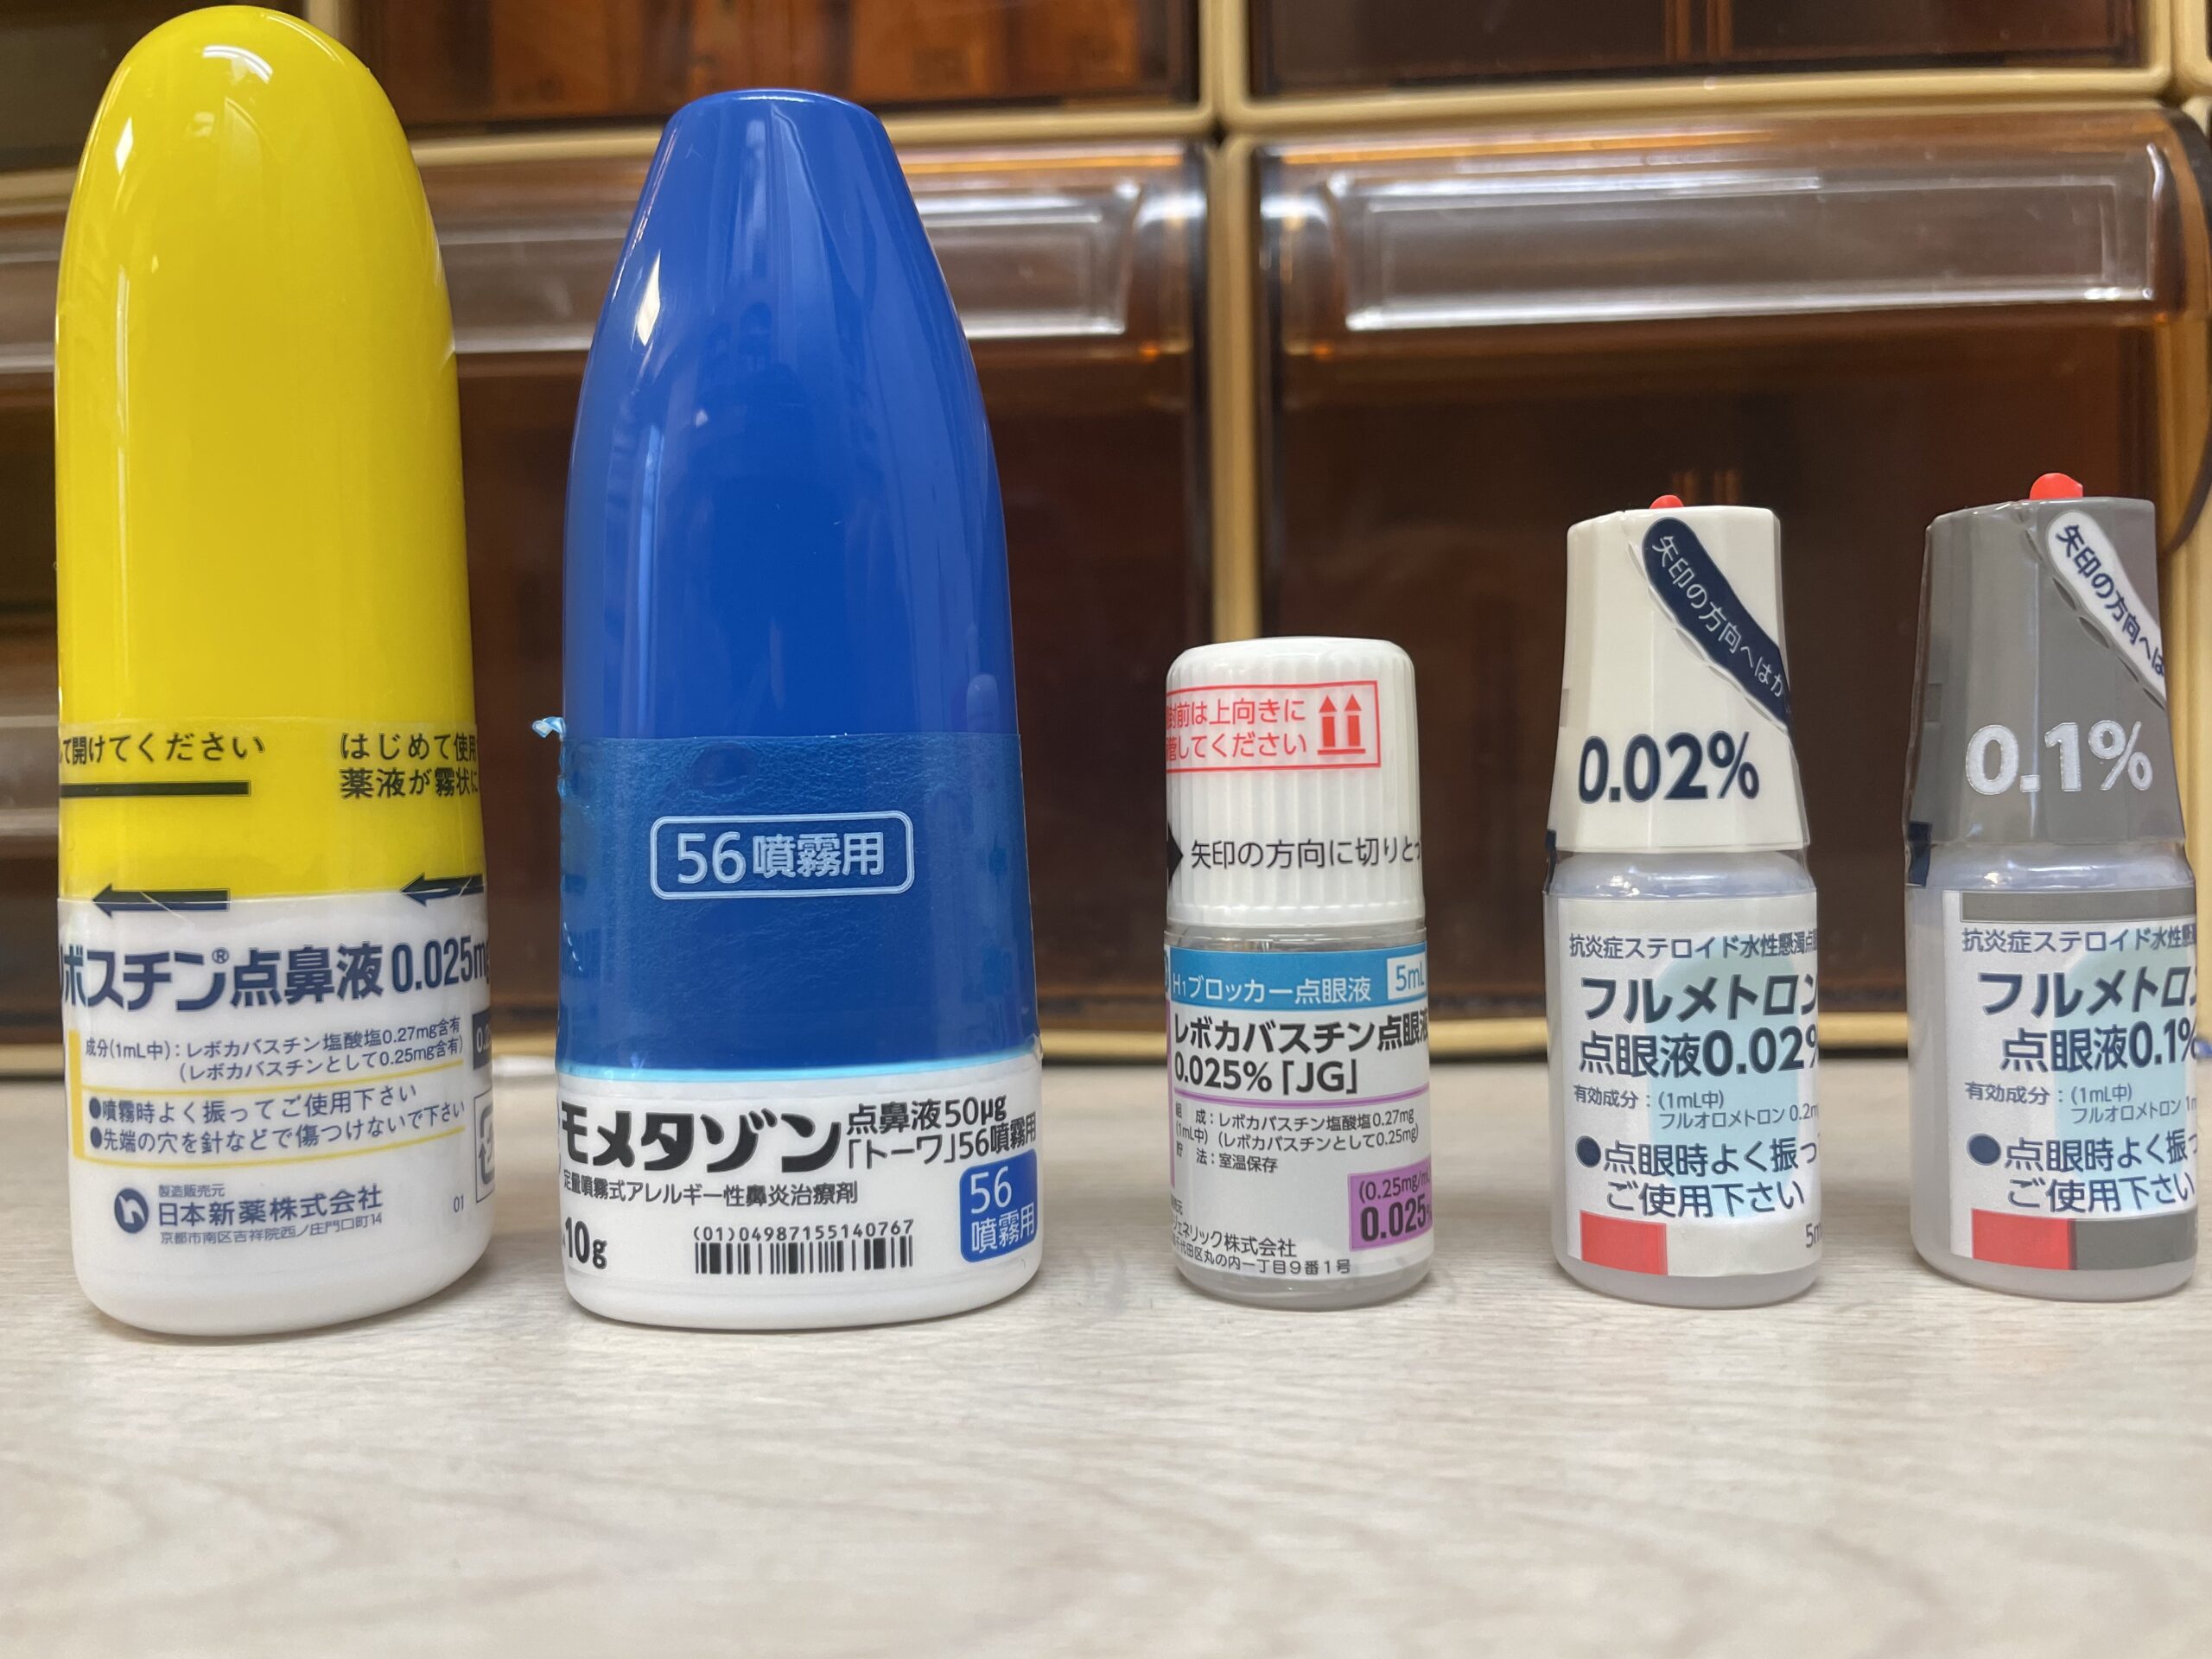 て開けてください
はじめて使用
薬液が霧状に
ボスチン®点鼻液0.025mg
成分(1mL中):レボカバスチン塩酸塩0.27mg含有
(レボカバスチンとして0.25mg含有)
●噴霧時よく振ってご使用下さい
●先端の穴を針などで傷つけないで下さい
製造販売元
日本新薬株式会社
京都市南区吉祥院西ノ庄門口町14
01
56噴霧用
モメタゾン点鼻液50μg
「トーワ」56噴霧用
定量噴霧式アレルギー性鼻炎治療剤
10g
(01)04987155140767
56
噴霧用
封前は上向きに
してください
矢印の方向に切りとっ
H₁ブロッカー点眼液 5mL
レボカバスチン点眼液
0.025%「JG」
組 成:レボカバスチン塩酸塩0.27mg
(1mL中) (レボカバスチンとして0.25mg)
貯 法:室温保存
(0.25mg/mL
0.025
ェネリック株式会社
千代田区丸の内一丁目9番1号
矢印の方向へはが
0.02%
抗炎症ステロイド水性懸濁点
フルメトロン
点眼液0.02%
有効成分:(1mL中)
フルオロメトロン 0.2m
●点眼時よく振っ
ご使用下さい
5m
矢印の方向へは
0.1%
抗炎症ステロイド水性懸
フルメトロン
点眼液0.1%
有効成分:(1mL中)
フルオロメトロン 1m
●点眼時よく振
ご使用下さい